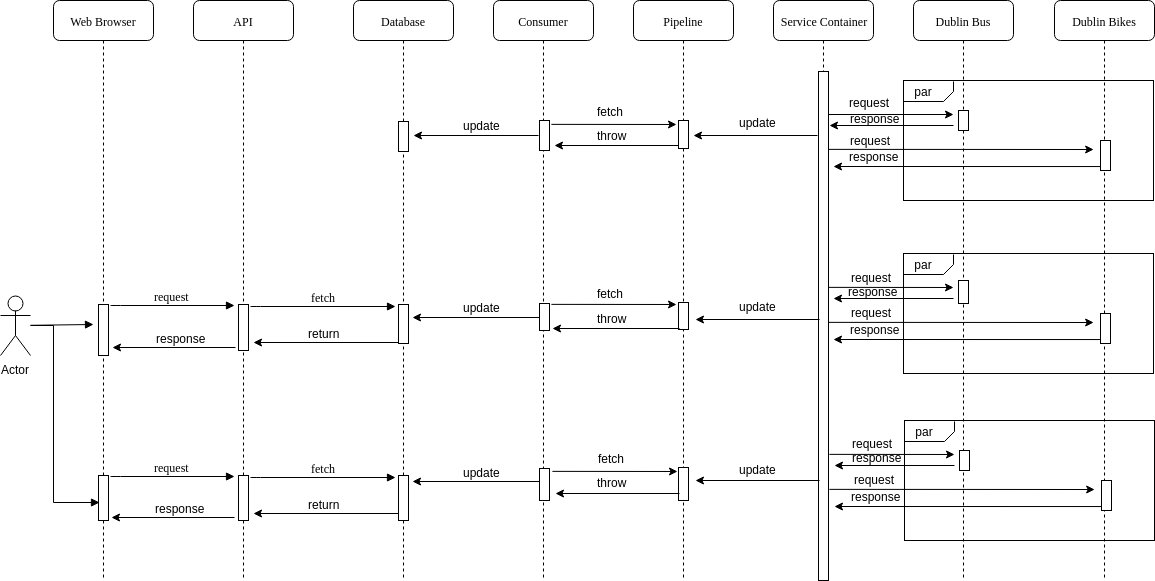 Web Browser
API
Database
Consumer
Pipeline
Service Container
Dublin Bus
Dublin Bikes
par
request
response
request
response
update
fetch
throw
update
par
request
response
request
response
update
fetch
throw
update
request
fetch
return
response
Actor
par
request
response
request
response
update
fetch
throw
update
request
fetch
return
response